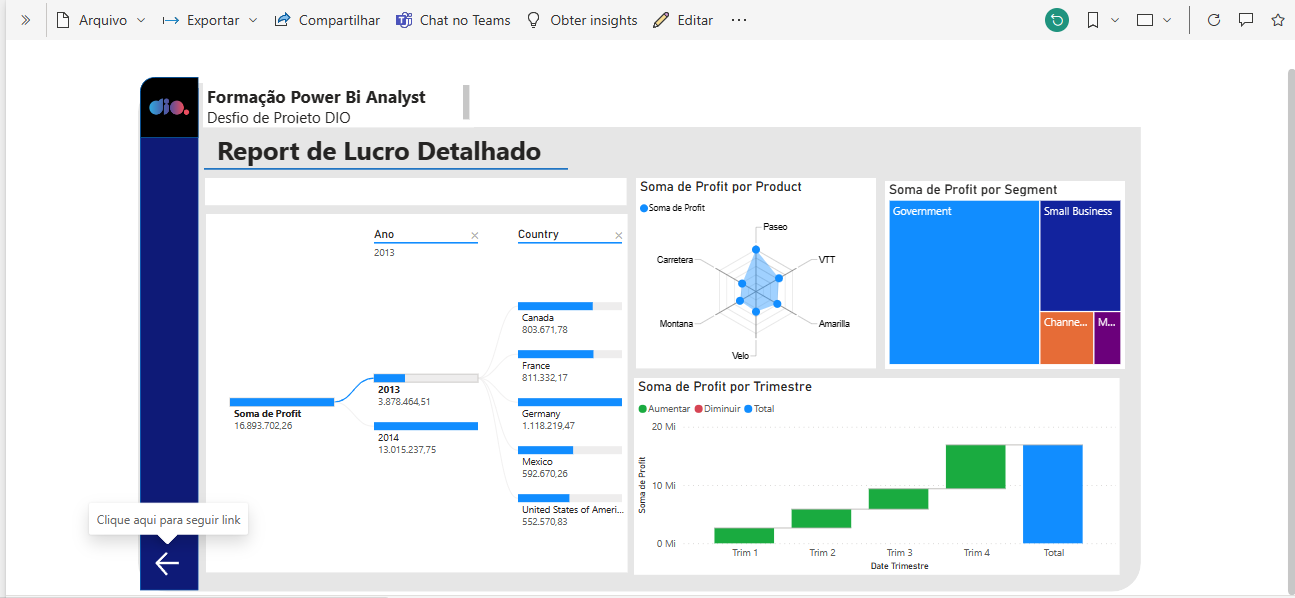 Arquivo
Exportar
Compartilhar
Chat no Teams
Obter insights
Editar
dio.
Formação Power Bi Analyst
Desfio de Projeto DIO
Report de Lucro Detalhado
Ano
2013
Country
Soma de Profit
16.893.702,26
2013
3.878.464,51
2014
13.015.237,75
Canada
803.671,78
France
811.332,17
Germany
1.118.219,47
Mexico
592.670,26
United States of Ameri...
552.570,83
Soma de Profit por Product
Soma de Profit
Paseo
VTT
Amarilla
Velo
Montana
Carretera
Soma de Profit por Segment
Government
Small Business
Channe...
M...
Soma de Profit por Trimestre
Aumentar Diminuir Total
20 Mi
10 Mi
0 Mi
Soma de Profit
Trim 1
Trim 2
Trim 3
Trim 4
Total
Date Trimestre
Clique aqui para seguir link